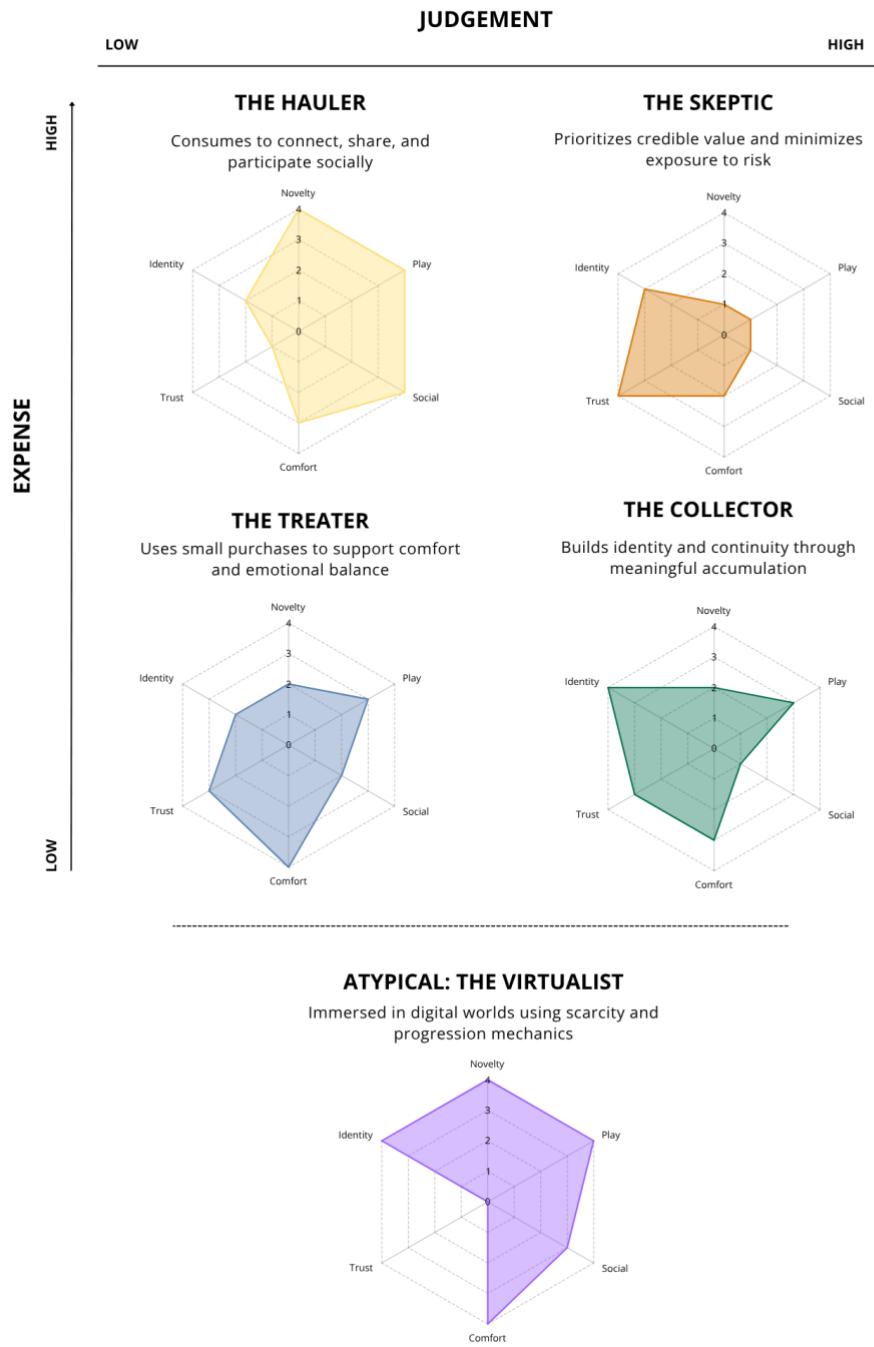 JUDGEMENT
LOW
HIGH
EXPENSE
HIGH
LOW
THE HAULER
Consumes to connect, share, and
participate socially
Novelty
Play
Social
Comfort
Trust
Identity
4
3
2
1
0
THE SKEPTIC
Prioritizes credible value and minimizes
exposure to risk
Novelty
Play
Social
Comfort
Trust
Identity
4
3
2
1
0
THE TREATER
Uses small purchases to support comfort
and emotional balance
Novelty
Play
Social
Comfort
Trust
Identity
4
3
2
1
0
THE COLLECTOR
Builds identity and continuity through
meaningful accumulation
Novelty
Play
Social
Comfort
Trust
Identity
4
3
2
1
0
ATYPICAL: THE VIRTUALIST
Immersed in digital worlds using scarcity and
progression mechanics
Novelty
Play
Social
Comfort
Trust
Identity
4
3
2
1
0